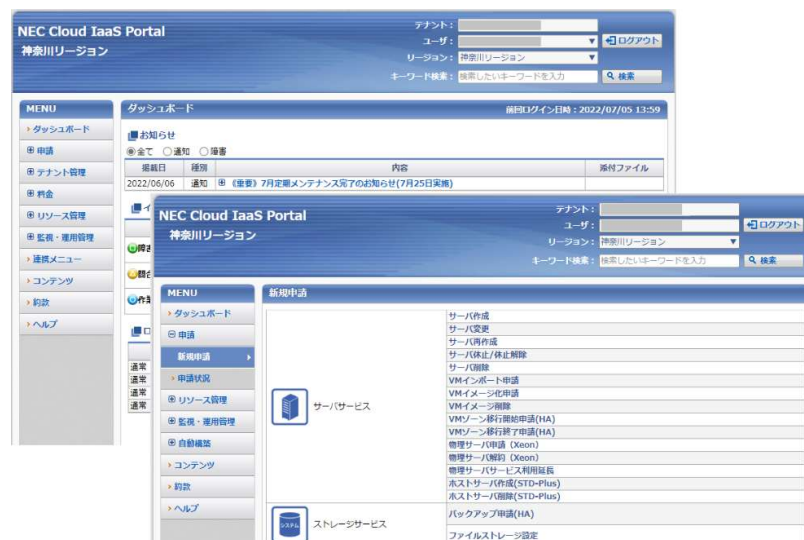 NEC Cloud IaaS Portal
神奈川リージョン
テナント：
ユーザ：
ログアウト
リージョン： 神奈川リージョン
キーワード検索： 検索したいキーワードを入力 検索
MENU
ダッシュボード
申請
テナント管理
料金
リソース管理
監視・運用管理
連携メニュー
コンテンツ
約款
ヘルプ
ダッシュボード 前回ログイン日時：2022/07/05 13:59
お知らせ
全て 通知 障害
掲載日 種別 内容 添付ファイル
2022/06/06 通知 《重要》7月定期メンテナンス完了のお知らせ(7月25日実施)
通常
通常
通常
通常
NEC Cloud IaaS Portal
神奈川リージョン
テナント：
ユーザ：
ログアウト
リージョン： 神奈川リージョン
キーワード検索： 検索したいキーワードを入力 検索
MENU
ダッシュボード
申請
新規申請
申請状況
リソース管理
監視・運用管理
自動構築
コンテンツ
約款
ヘルプ
新規申請
サーバサービス
サーバ作成
サーバ変更
サーバ再作成
サーバ休止/休止解除
サーバ削除
VMインポート申請
VMイメージ化申請
VMイメージ削除
VMゾーン移行開始申請(HA)
VMゾーン移行終了申請(HA)
物理サーバ申請（Xeon）
物理サーバ解約（Xeon）
物理サーバサービス利用延長
ホストサーバ作成(STD-Plus)
ホストサーバ削除(STD-Plus)
システム
ストレージサービス
バックアップ申請(HA)
ファイルストレージ設定